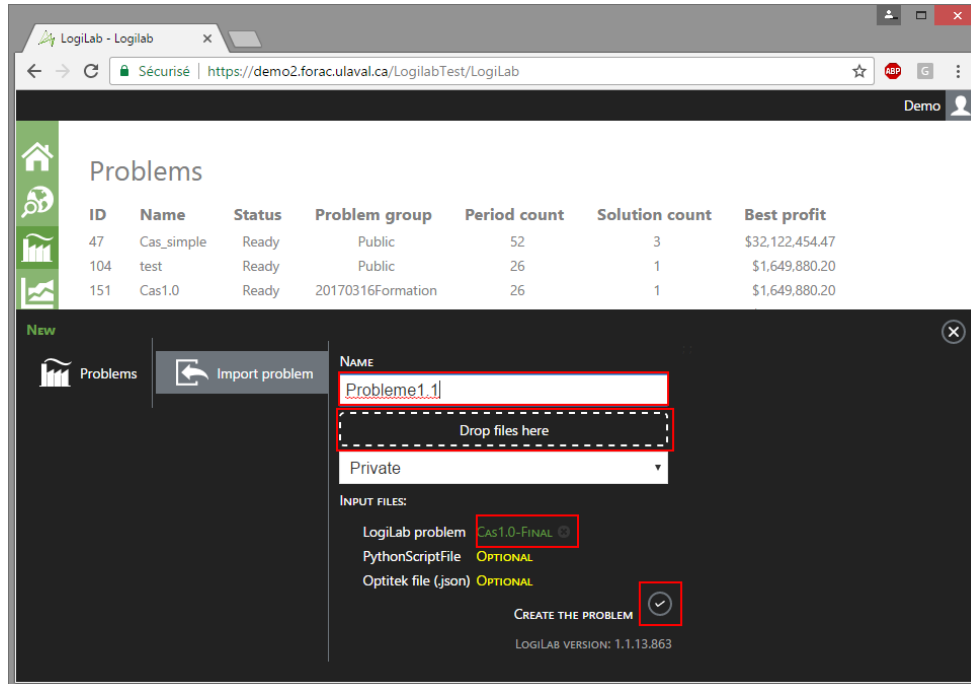 LogiLab - Logilab
Sécurisé | https://demo2.forac.ulaval.ca/LogilabTest/LogiLab
ABP
G
Demo
Problems
ID Name Status Problem group Period count Solution count Best profit
47 Cas_simple Ready Public 52 3 $32,122,454.47
104 test Ready Public 26 1 $1,649,880.20
151 Cas1.0 Ready 20170316Formation 26 1 $1,649,880.20
New
Problems
Import problem
Name
Probleme1.1
Drop files here
Private
Input files:
LogiLab problem Cas1.0-Final
PythonScriptFile Optional
Optitek file (.json) Optional
Create the problem
LogiLab version: 1.1.13.863